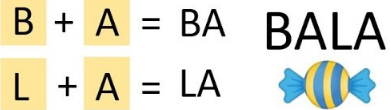 B + A = BA
L + A = LA
BALA